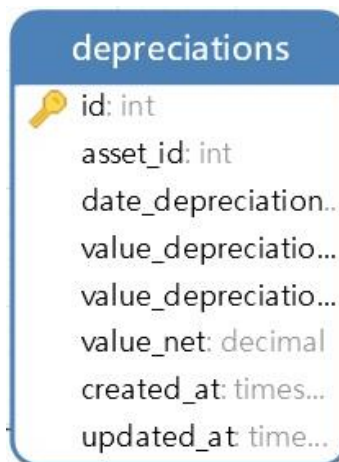 depreciations
id: int
asset_id: int
date_depreciation..
value_depreciatio...
value_depreciatio...
value_net: decimal
created_at: times...
updated_at: time...